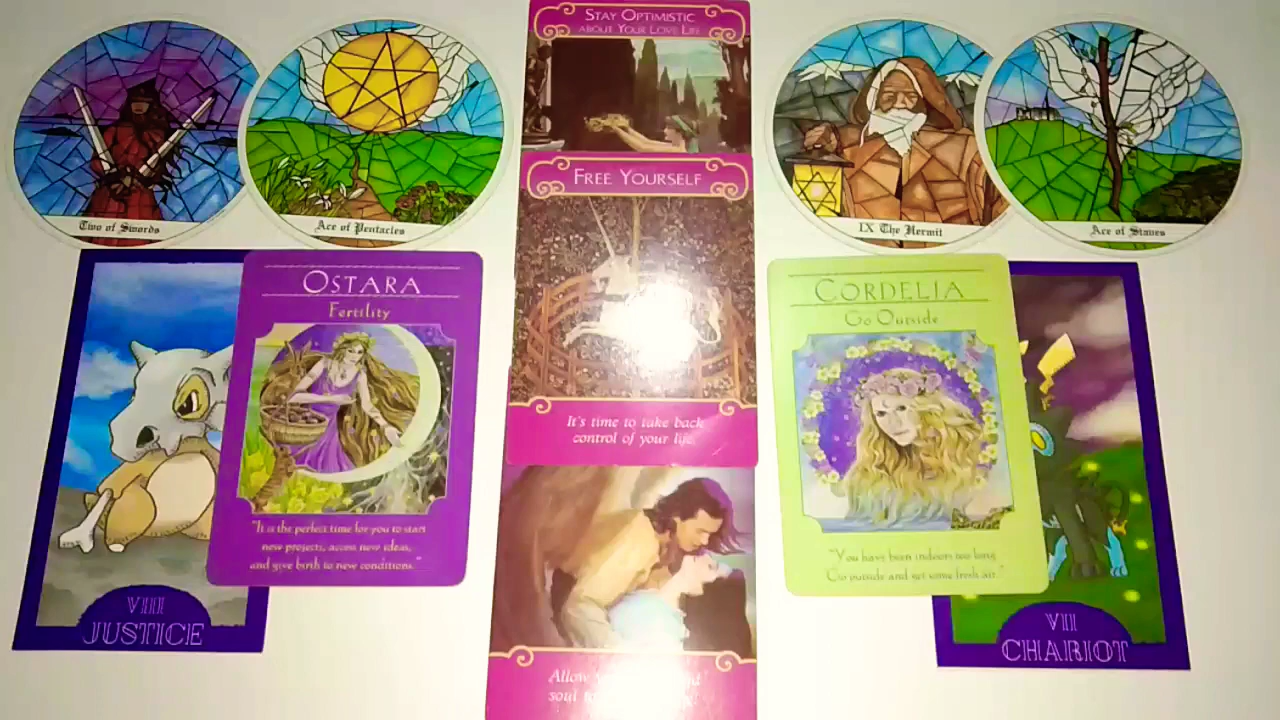 STAY OPTIMISTIC
ABOUT YOUR LOVE LIFE
Two of Swords
Ace of Pentacles
FREE YOURSELF
It's time to take back
control of your life.
IX The Hermit
Ace of Staves
OSTARA
Fertility
"It is the perfect time for you to start
new projects, access new ideas,
and give birth to new conditions."
CORDELIA
Go Outside
"You have been indoors too long.
Go outside and get some fresh air."
VIII
JUSTICE
Allow
soul
VII
CHARIOT